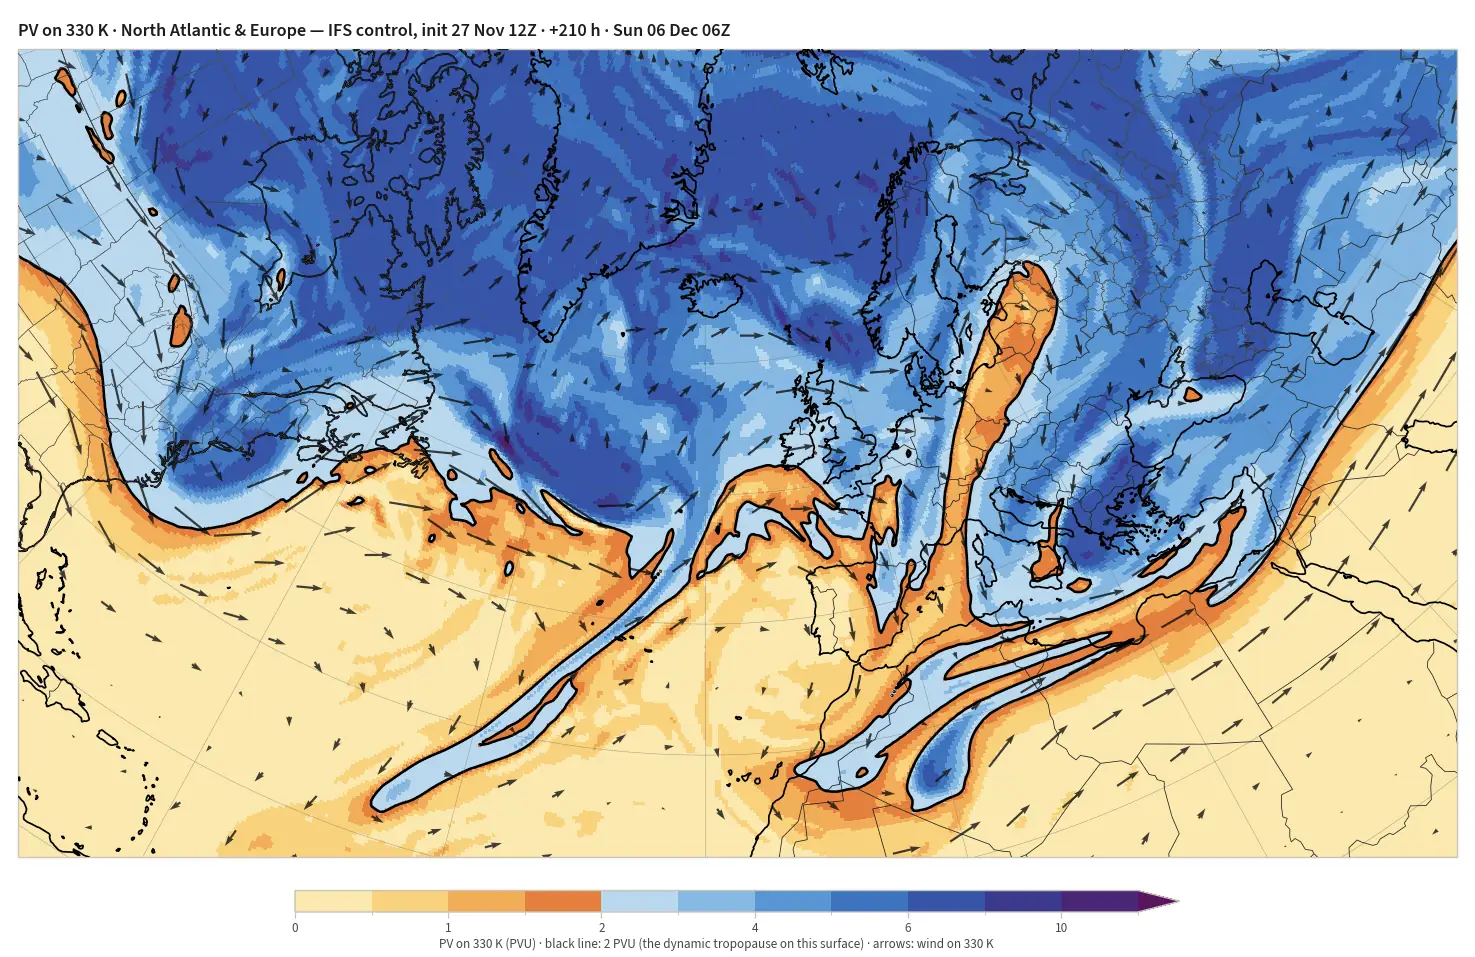 PV on 330 K · North Atlantic & Europe — IFS control, init 27 Nov 12Z · +210 h · Sun 06 Dec 06Z
0 1 2 4 6 10
PV on 330 K (PVU) · black line: 2 PVU (the dynamic tropopause on this surface) · arrows: wind on 330 K